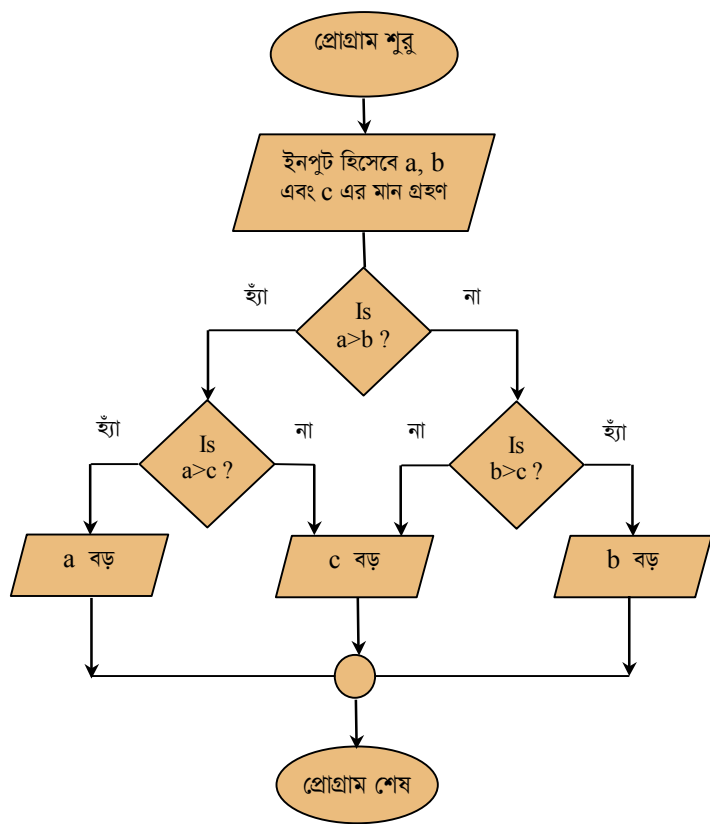 প্রোগ্রাম শুরু
ইনপুট হিসেবে a, b
এবং c এর মান গ্রহণ
হ্যাঁ
না
Is
a>b ?
হ্যাঁ
Is
a>c ?
না
না
Is
b>c ?
হ্যাঁ
a বড়
c বড়
b বড়
প্রোগ্রাম শেষ